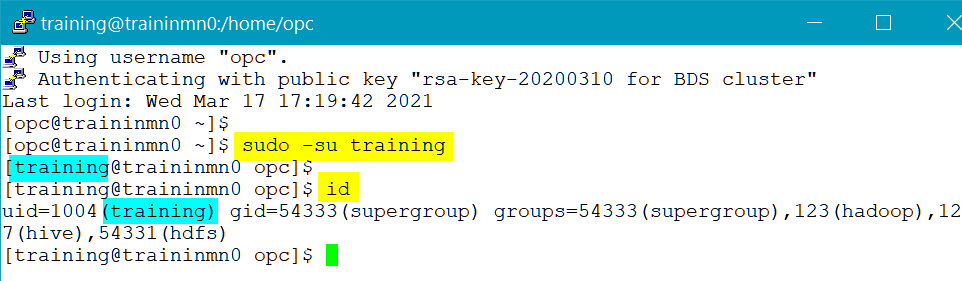 training@traininmn0:/home/opc
Using username "opc".
Authenticating with public key "rsa-key-20200310 for BDS cluster"
Last login: Wed Mar 17 17:19:42 2021
[opc@traininmn0 ~]$
[opc@traininmn0 ~]$ sudo -su training
[training@traininmn0 opc]$
[training@traininmn0 opc]$ id
uid=1004(training) gid=54333(supergroup) groups=54333(supergroup),123(hadoop),12
7(hive),54331(hdfs)
[training@traininmn0 opc]$